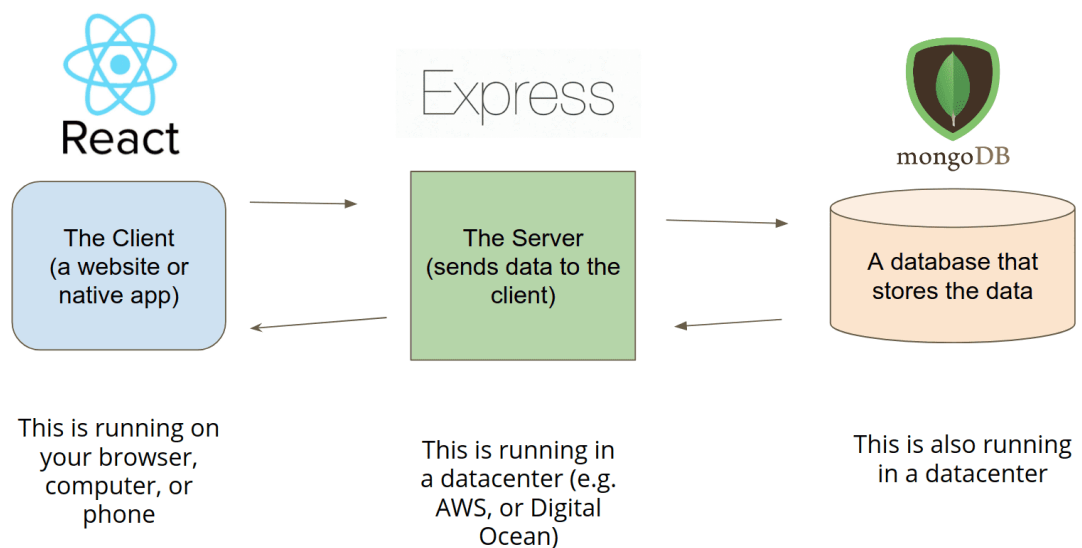 React
Express
mongoDB
The Client
(a website or
native app)
The Server
(sends data to the
client)
A database that
stores the data
This is running on
your browser,
computer, or
phone
This is running in
a datacenter (e.g.
AWS, or Digital
Ocean)
This is also running
in a datacenter